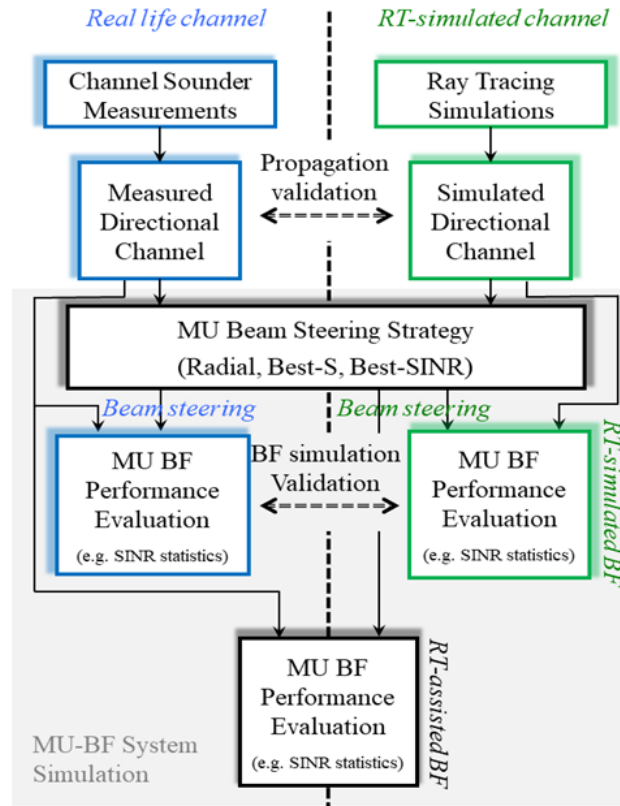 Real life channel
RT-simulated channel
Channel Sounder
Measurements
Ray Tracing
Simulations
Propagation
validation
Measured
Directional
Channel
Simulated
Directional
Channel
MU Beam Steering Strategy
(Radial, Best-S, Best-SINR)
Beam steering
Beam steering
MU BF
Performance
Evaluation
(e.g. SINR statistics)
BF simulation
Validation
MU BF
Performance
Evaluation
(e.g. SINR statistics)
RT-simulated BF
MU BF
Performance
Evaluation
(e.g. SINR statistics)
RT-assisted BF
MU-BF System
Simulation